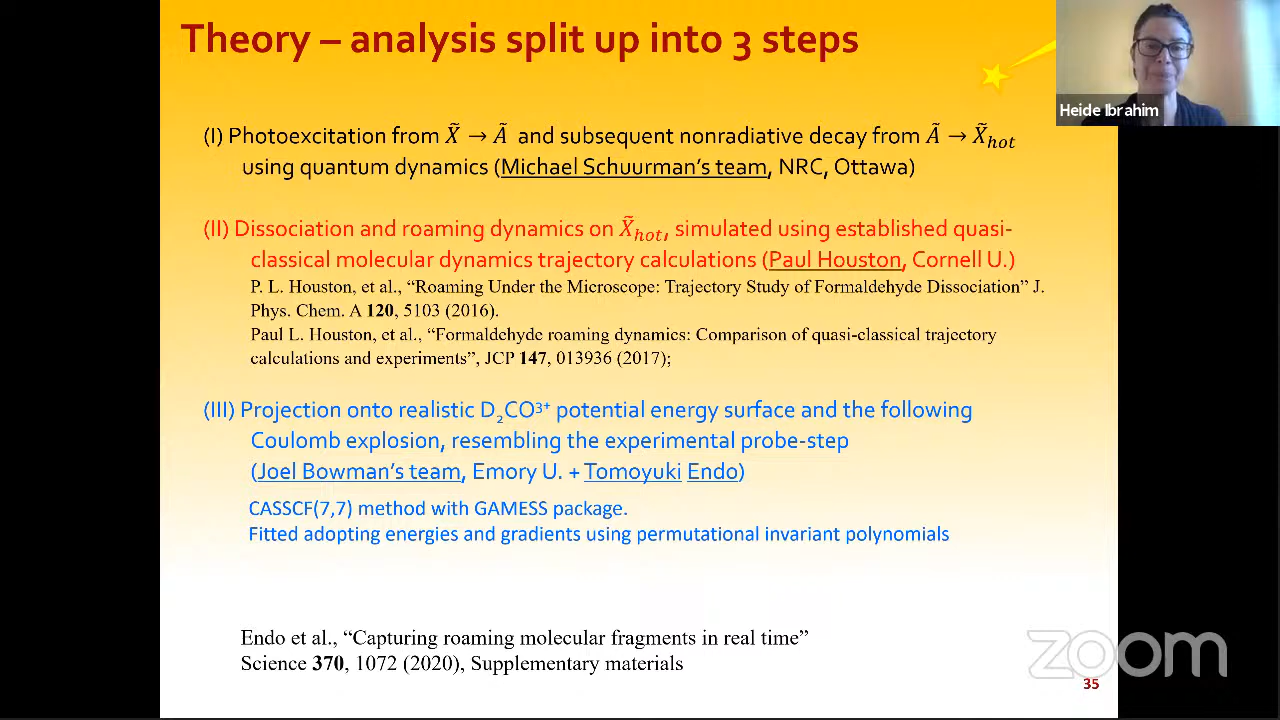 Theory – analysis split up into 3 steps
Heide Ibrahim
(I) Photoexcitation from X̃ → Ã and subsequent nonradiative decay from Ã → X̃hot
using quantum dynamics (Michael Schuurman's team, NRC, Ottawa)
(II) Dissociation and roaming dynamics on X̃hot, simulated using established quasi-
classical molecular dynamics trajectory calculations (Paul Houston, Cornell U.)
P. L. Houston, et al., “Roaming Under the Microscope: Trajectory Study of Formaldehyde Dissociation” J.
Phys. Chem. A 120, 5103 (2016).
Paul L. Houston, et al., “Formaldehyde roaming dynamics: Comparison of quasi-classical trajectory
calculations and experiments”, JCP 147, 013936 (2017);
(III) Projection onto realistic D₂CO³⁺ potential energy surface and the following
Coulomb explosion, resembling the experimental probe-step
(Joel Bowman's team, Emory U. + Tomoyuki Endo)
CASSCF(7,7) method with GAMESS package.
Fitted adopting energies and gradients using permutational invariant polynomials
Endo et al., “Capturing roaming molecular fragments in real time”
Science 370, 1072 (2020), Supplementary materials
zoom
35